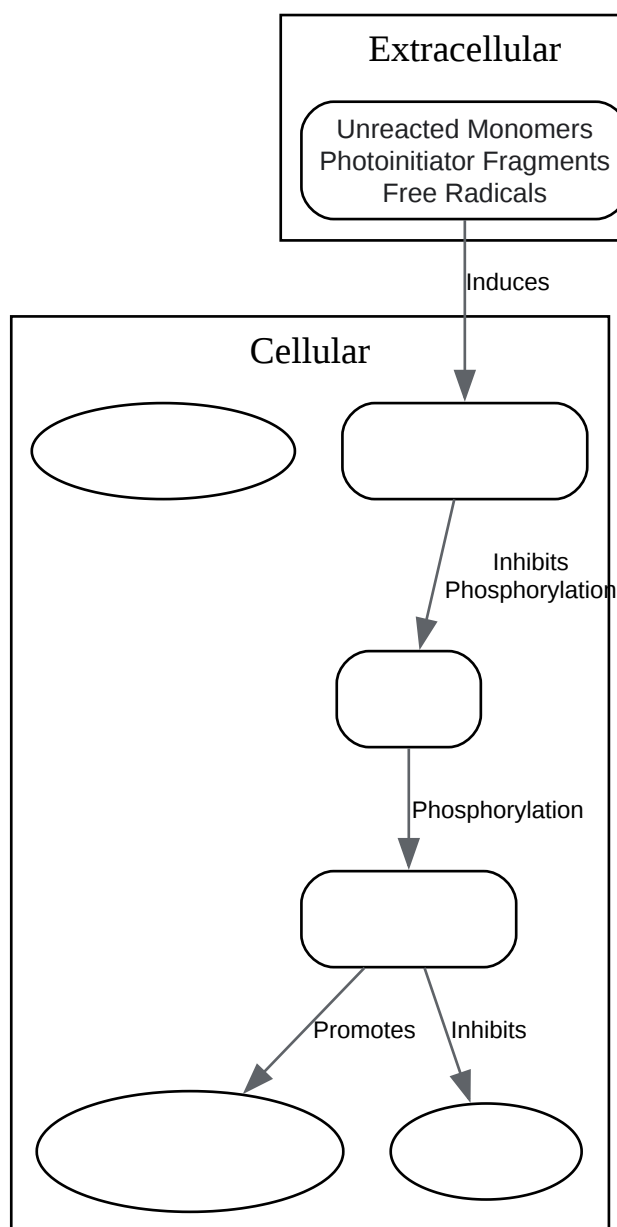 Extracellular
Unreacted Monomers
Photoinitiator Fragments
Free Radicals
Induces
Cellular
Inhibits
Phosphorylation
Phosphorylation
Promotes
Inhibits